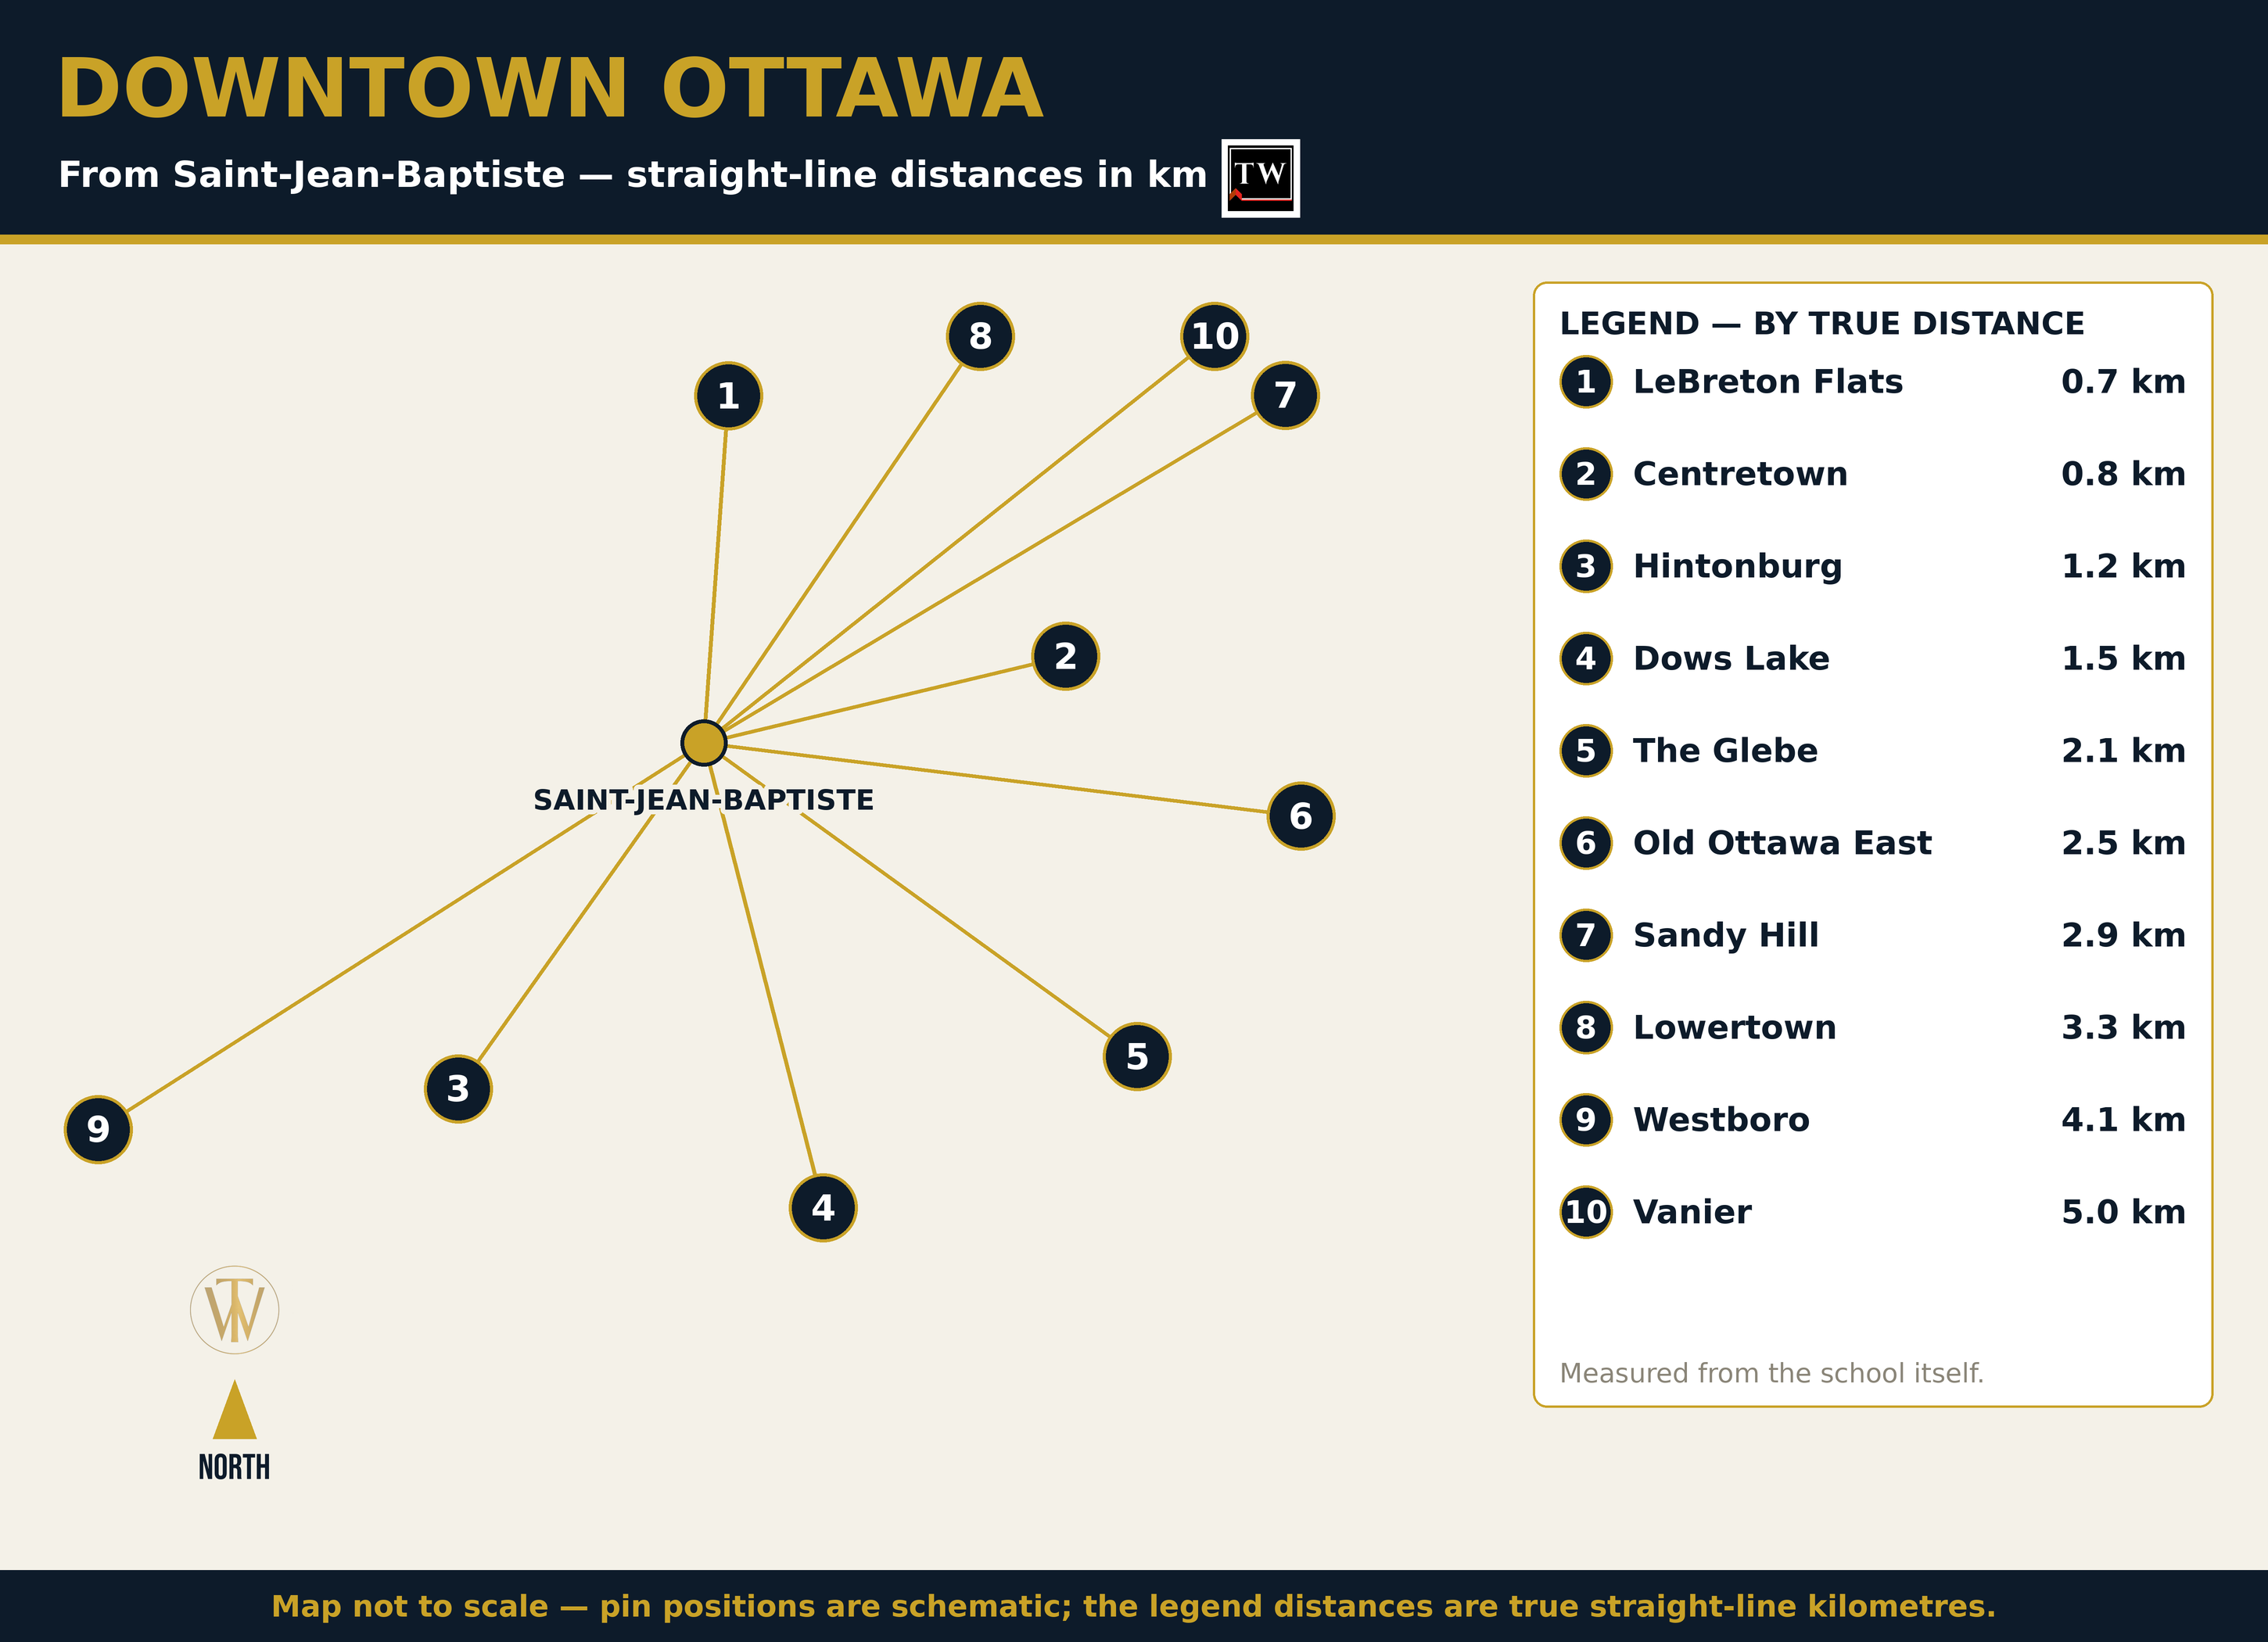 DOWNTOWN OTTAWA
From Saint-Jean-Baptiste — straight-line distances in km
TW
8
10
1
7
2
SAINT-JEAN-BAPTISTE
6
5
3
9
4
TW
NORTH
LEGEND — BY TRUE DISTANCE
1 LeBreton Flats 0.7 km
2 Centretown 0.8 km
3 Hintonburg 1.2 km
4 Dows Lake 1.5 km
5 The Glebe 2.1 km
6 Old Ottawa East 2.5 km
7 Sandy Hill 2.9 km
8 Lowertown 3.3 km
9 Westboro 4.1 km
10 Vanier 5.0 km
Measured from the school itself.
Map not to scale — pin positions are schematic; the legend distances are true straight-line kilometres.